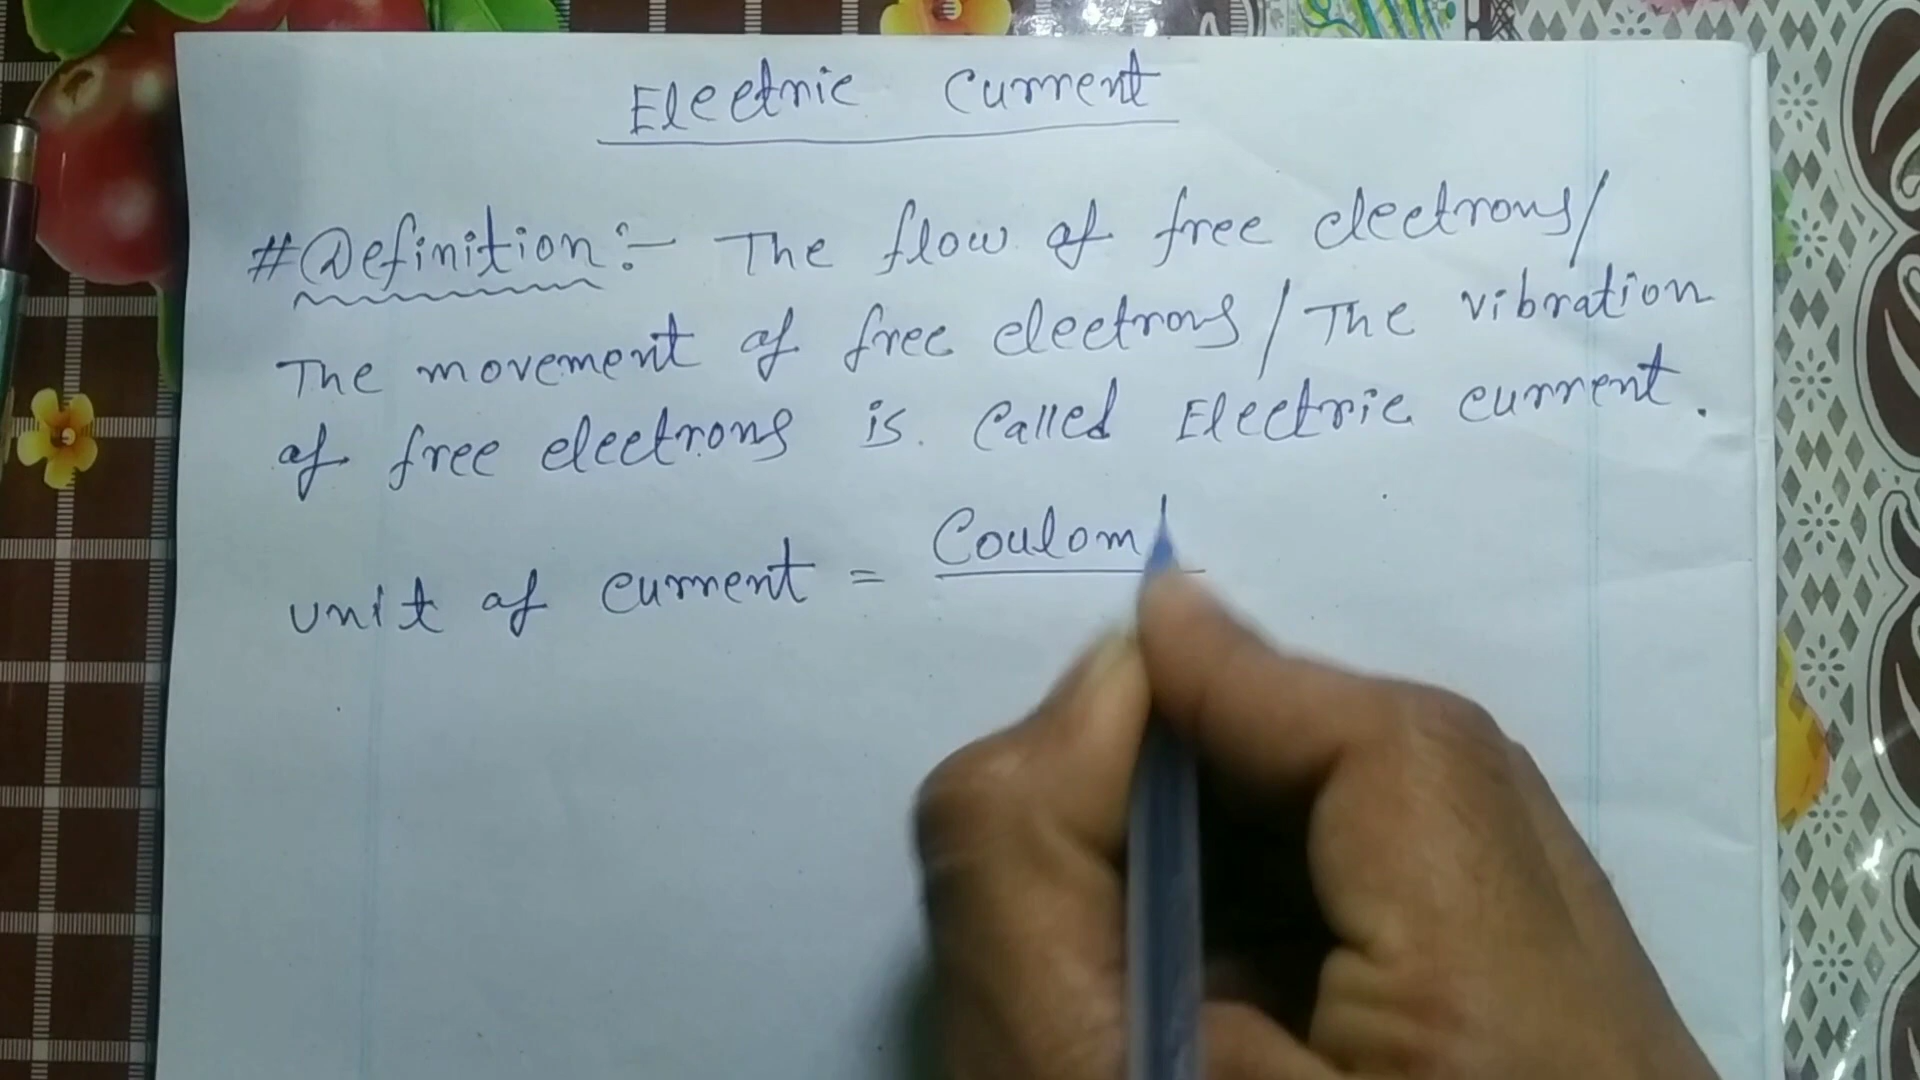 Electric Current
#Definition:- The flow of free electrons/
The movement of free electrons/The vibration
of free electrons is called Electric current.
unit of current = Coulom